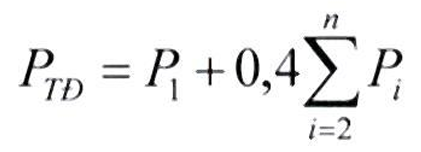 P_{TĐ} = P_1 + 0,4 \sum_{i=2}^{n} P_i